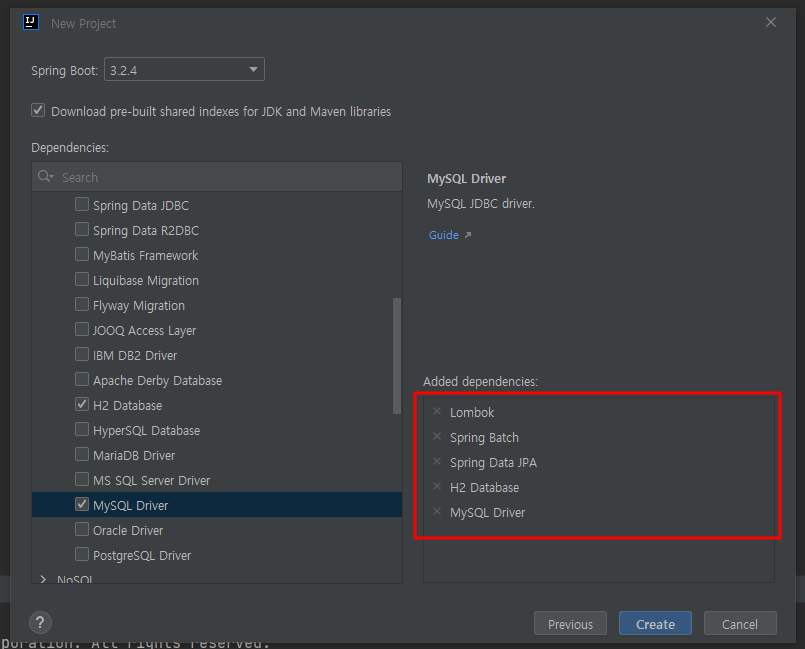 IJ
New Project
Spring Boot: 3.2.4
Download pre-built shared indexes for JDK and Maven libraries
Dependencies:
Search
Spring Data JDBC
Spring Data R2DBC
MyBatis Framework
Liquibase Migration
Flyway Migration
JOOQ Access Layer
IBM DB2 Driver
Apache Derby Database
H2 Database
HyperSQL Database
MariaDB Driver
MS SQL Server Driver
MySQL Driver
Oracle Driver
PostgreSQL Driver
NoSQL
MySQL Driver
MySQL JDBC driver.
Guide
Added dependencies:
Lombok
Spring Batch
Spring Data JPA
H2 Database
MySQL Driver
?
Previous
Create
Cancel
poration. All rights reserved.